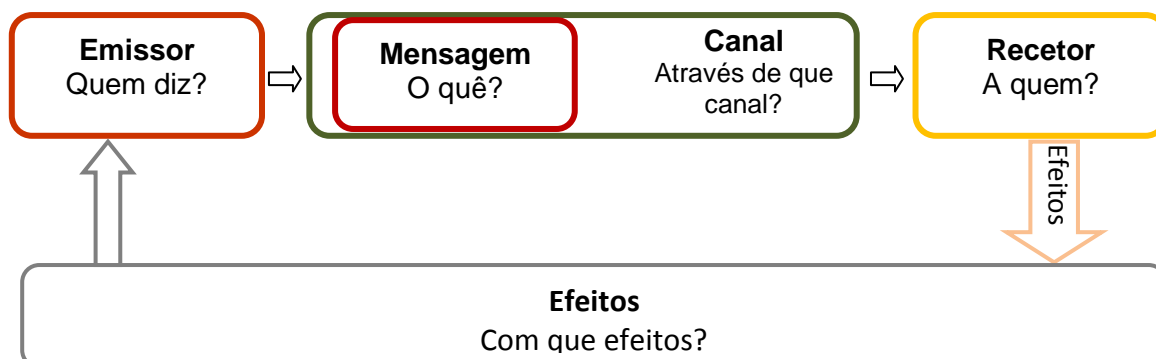 Emissor
Quem diz?
Mensagem
O quê?
Canal
Através de que
canal?
Recetor
A quem?
Efeitos
Efeitos
Com que efeitos?